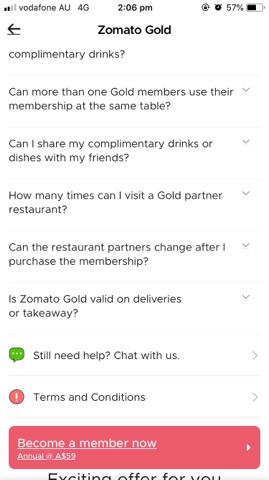 vodafone AU 4G 2:06 pm 57%
Zomato Gold
complimentary drinks?
Can more than one Gold members use their
membership at the same table?
Can I share my complimentary drinks or
dishes with my friends?
How many times can I visit a Gold partner
restaurant?
Can the restaurant partners change after I
purchase the membership?
Is Zomato Gold valid on deliveries
or takeaway?
Still need help? Chat with us.
Terms and Conditions
Become a member now
Annual @ A$59
Exciting offer for you